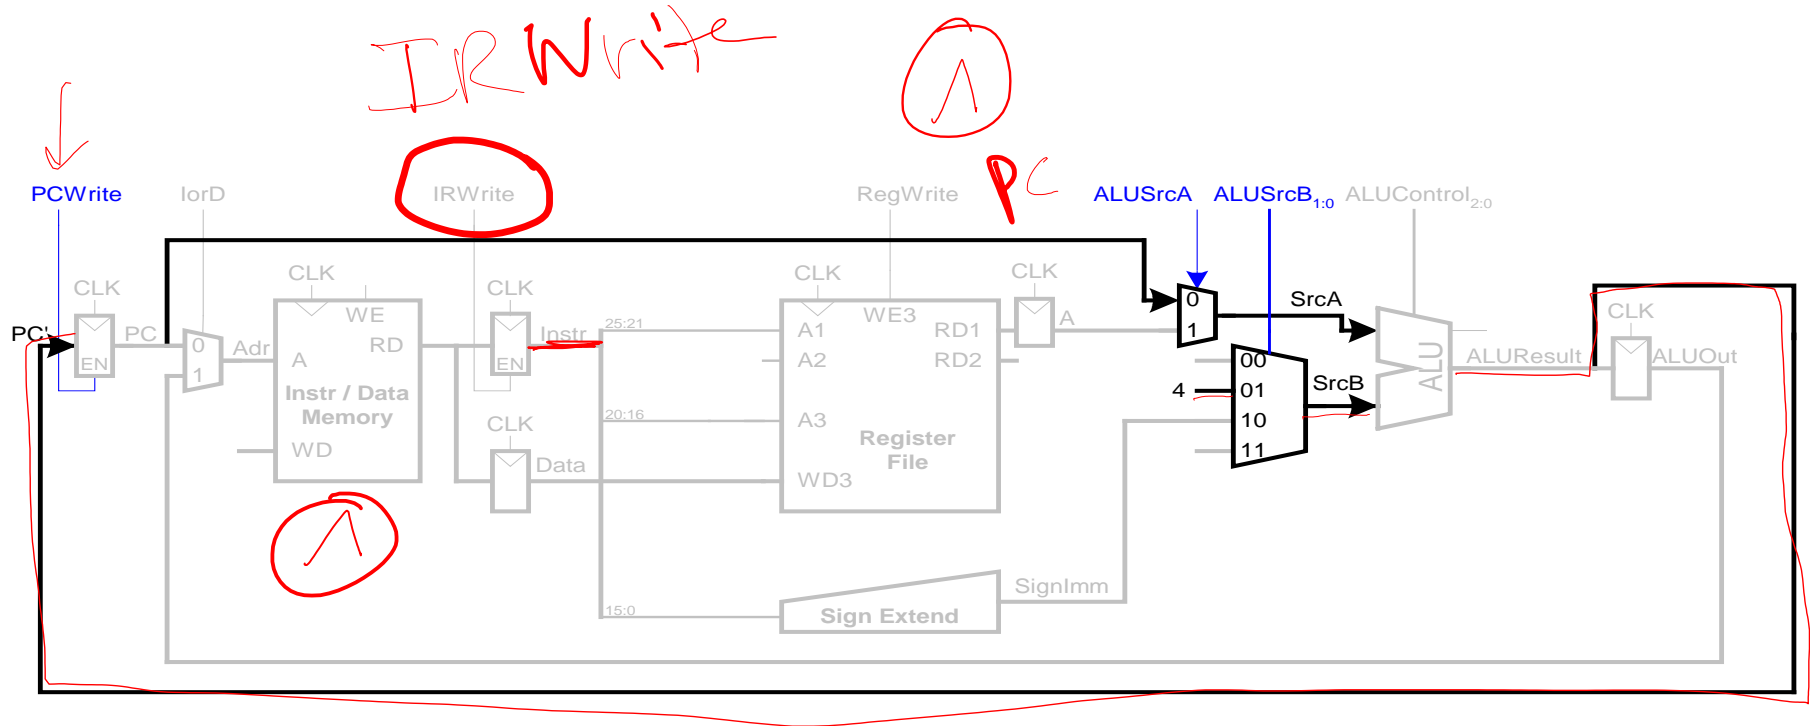 IRWrite
1
PC
PCWrite IorD IRWrite RegWrite ALUSrcA ALUSrcB1:0 ALUControl2:0
CLK CLK CLK CLK CLK CLK
PC' PC EN
0 1 Adr
WE A RD Instr / Data Memory WD
Instr EN
CLK Data
25:21
20:16
15:0
WE3 A1 RD1 A2 RD2 A3 Register File WD3
A
0 1 SrcA
4 00 01 10 11 SrcB
ALU ALUResult ALUOut
Sign Extend SignImm
1